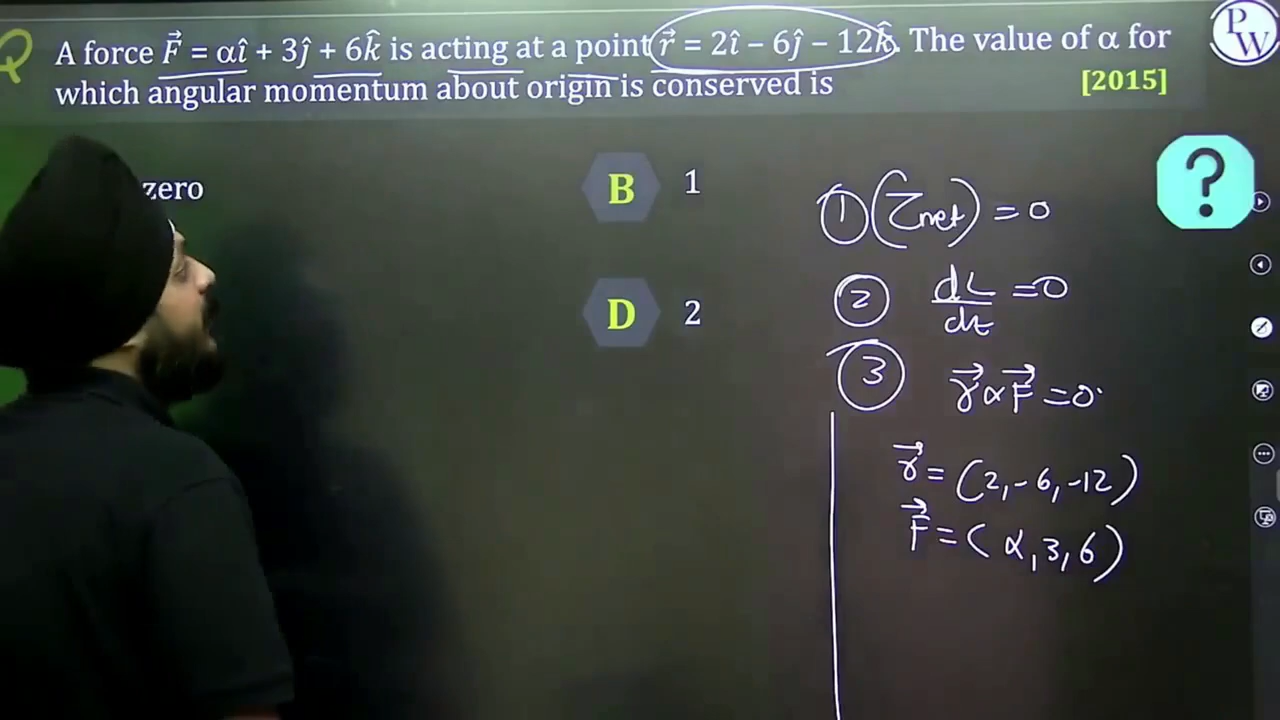 Q A force F⃗ = αî + 3ĵ + 6k̂ is acting at a point r⃗ = 2î − 6ĵ − 12k̂. The value of α for
which angular momentum about origin is conserved is [2015]
PW
zero
B 1
D 2
?
① (τnet) = 0
② dL/dt = 0
③ r⃗ × F⃗ = 0
r⃗ = (2, -6, -12)
F⃗ = (α, 3, 6)